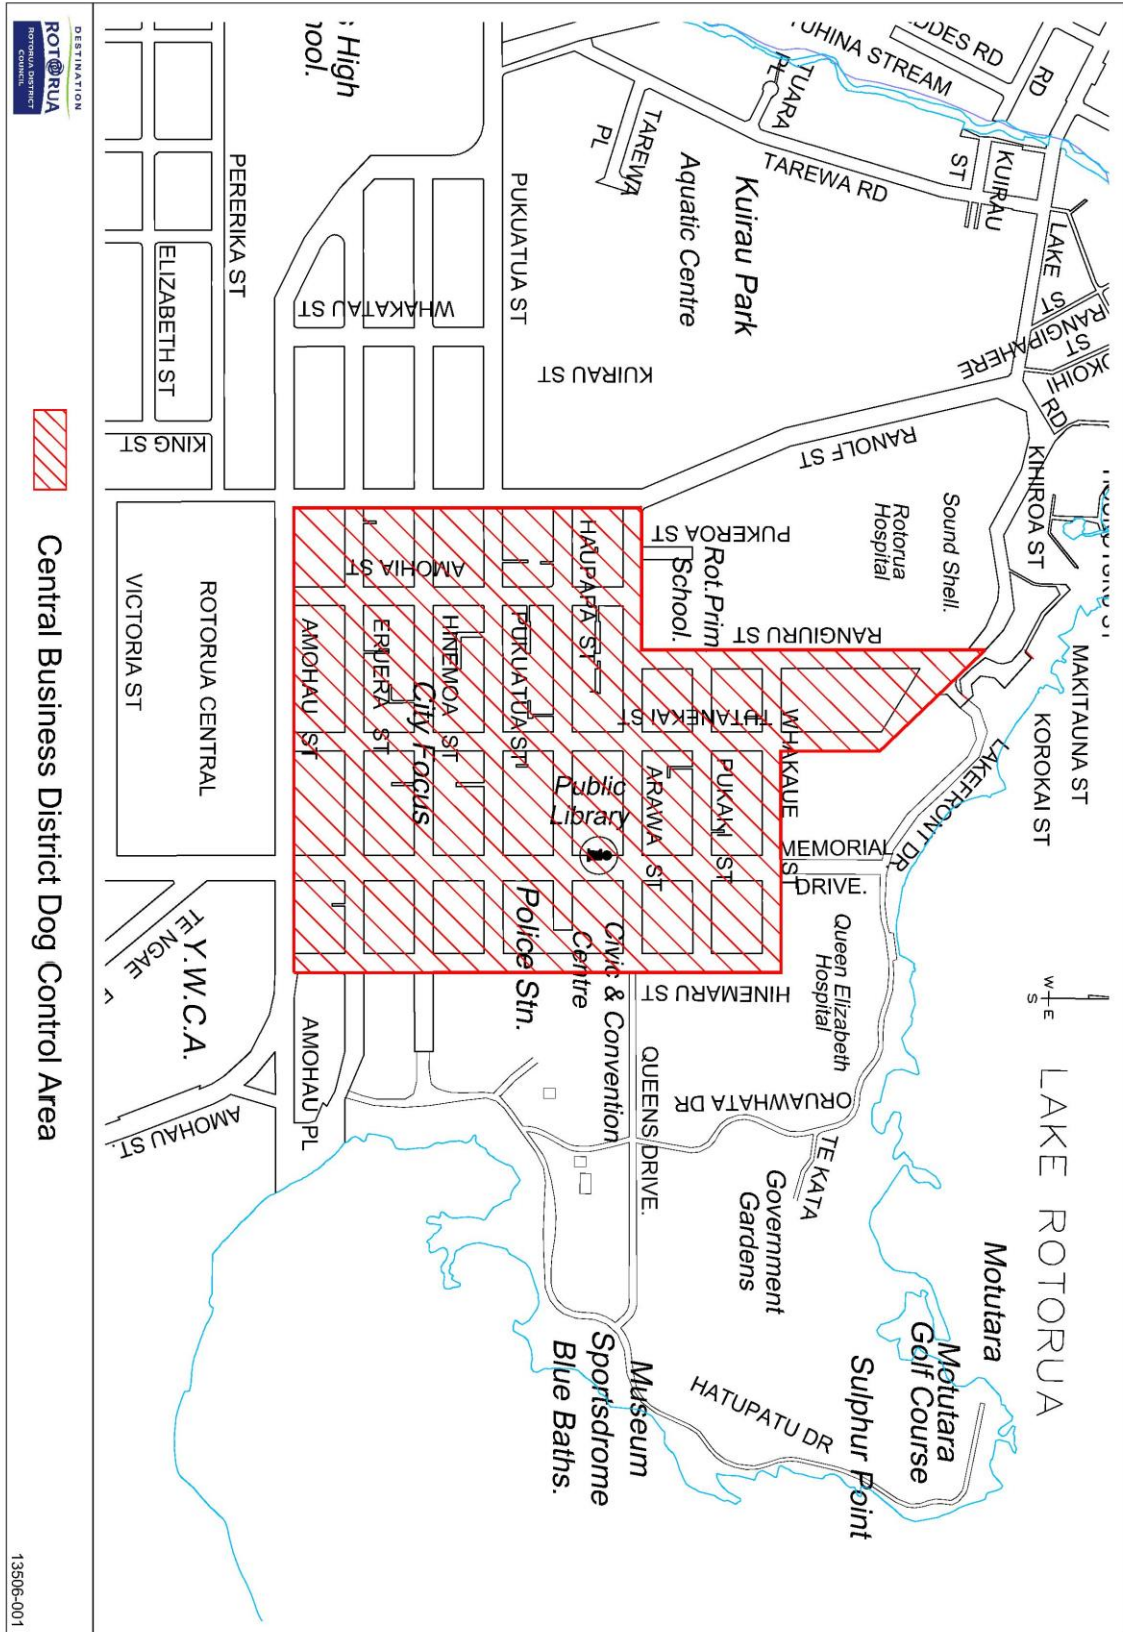 UHINA STREAM
DDES RD
RD
TUARA
PL
TAREWA
PL
TAREWA RD
KUIRAU
ST
LAKE
ST
RANGIPAHERE
ST
RD
KIHIROA ST
MAKITAUNA ST
KOROKAI ST
LAKE ROTORUA
W E
S
Kuirau Park
Aquatic Centre
High
PUKUATUA ST
WHAKATAU ST
KUIRAU ST
RANOLF ST
Sound Shell.
Rotorua
Hospital
PUKEROA ST
Rot.Prim
School.
RANGIURU ST
PERERIKA ST
ELIZABETH ST
KING ST
ROTORUA CENTRAL
VICTORIA ST
HAUPAPA ST
AMOHIA ST
PUKUATUA ST
HINEMOA ST
ERUERA ST
AMOHAU ST
City Focus
TUTANEKAI ST
WHAKAUE
ST
PUKAKI ST
ARAWA ST
Public
Library
LAKEFRONT DR
MEMORIAL
DRIVE.
Queen Elizabeth
Hospital
Civic & Convention
Centre
Police Stn.
HINEMARU ST
QUEENS DRIVE.
ORUAWHATA DR
TE KATA
Government
Gardens
Y.W.C.A.
TE NGAE
AMOHAU PL
AMOHAU ST.
Motutara
Motutara
Golf Course
Sulphur Point
HATUPATU DR
Museum
Sportsdrome
Blue Baths.
DESTINATION
ROTORUA
ROTORUA DISTRICT
COUNCIL
Central Business District Dog Control Area
13506-001